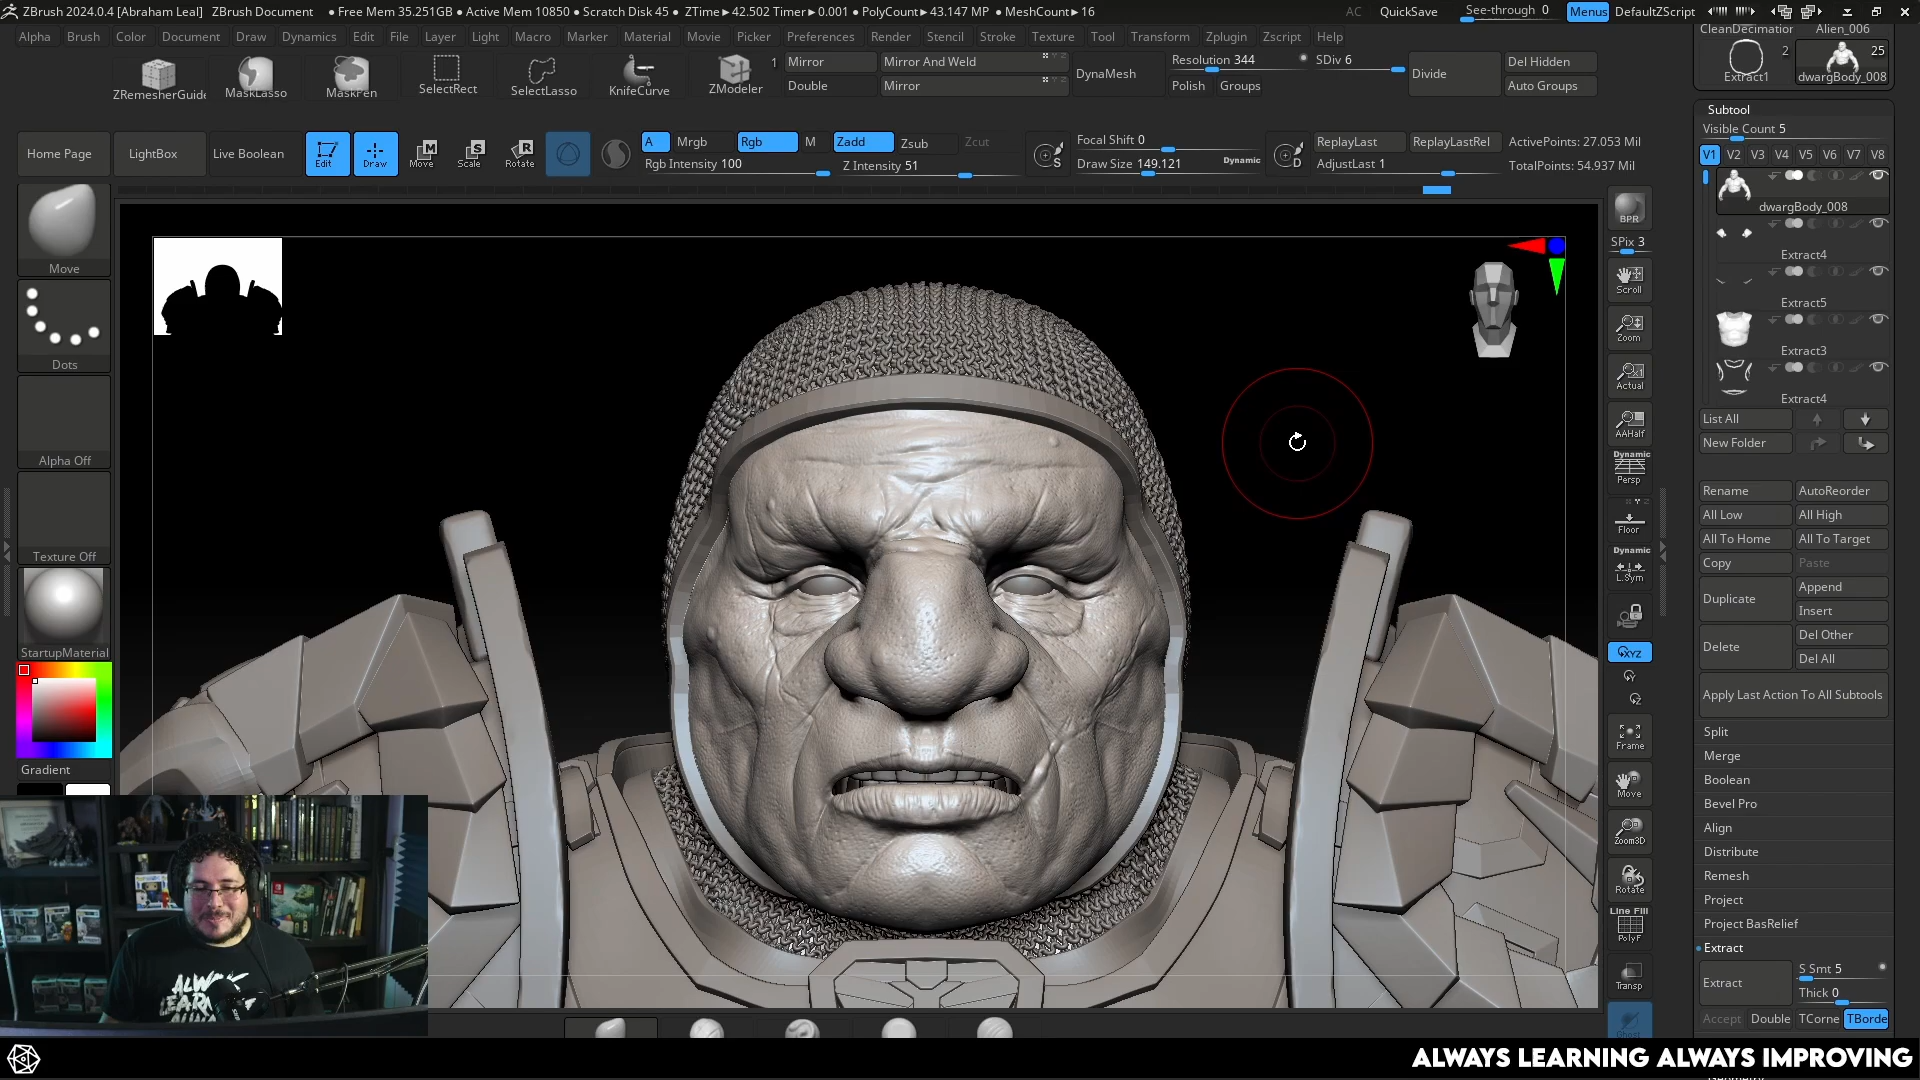 ZBrush 2024.0.4 [Abraham Leal] ZBrush Document ● Free Mem 35.251GB ● Active Mem 10850 ● Scratch Disk 45 ● ZTime►42.502 Timer►0.001 ● PolyCount►43.147 MP ● MeshCount►16 AC QuickSave See-through 0 Menus DefaultZScript
Alpha Brush Color Document Draw Dynamics Edit File Layer Light Macro Marker Material Movie Picker Preferences Render Stencil Stroke Texture Tool Transform Zplugin Zscript Help
ZRemesherGuide MaskLasso MaskPen SelectRect SelectLasso KnifeCurve ZModeler 1
Mirror Mirror And Weld
Double Mirror
DynaMesh
Resolution 344 SDiv 6
Polish Groups
Divide
Del Hidden
Auto Groups
Home Page LightBox Live Boolean Edit Draw Move Scale Rotate
A Mrgb Rgb M Zadd Zsub Zcut
Rgb Intensity 100 Z Intensity 51
S
Focal Shift 0
Draw Size 149.121 Dynamic
D
ReplayLast ReplayLastRel
AdjustLast 1
ActivePoints: 27.053 Mil
TotalPoints: 54.937 Mil
Move
Dots
Alpha Off
Texture Off
StartupMaterial
Gradient
BPR
SPix 3
Scroll
Zoom
Actual
AAHalf
Dynamic
Persp
Floor
Dynamic
L.Sym
XYZ
Frame
Move
Zoom3D
Rotate
Line Fill
PolyF
Transp
Ghost
Alien_006
2 25
Extract1 dwargBody_008
Subtool
Visible Count 5
V1 V2 V3 V4 V5 V6 V7 V8
dwargBody_008
Extract4
Extract5
Extract3
Extract4
List All
New Folder
Rename AutoReorder
All Low All High
All To Home All To Target
Copy Paste
Duplicate Append
Insert
Delete Del Other
Del All
Apply Last Action To All Subtools
Split
Merge
Boolean
Bevel Pro
Align
Distribute
Remesh
Project
Project BasRelief
Extract
Extract S Smt 5
Thick 0
Accept Double TCorne TBorde
ALWAYS LEARNING ALWAYS IMPROVING